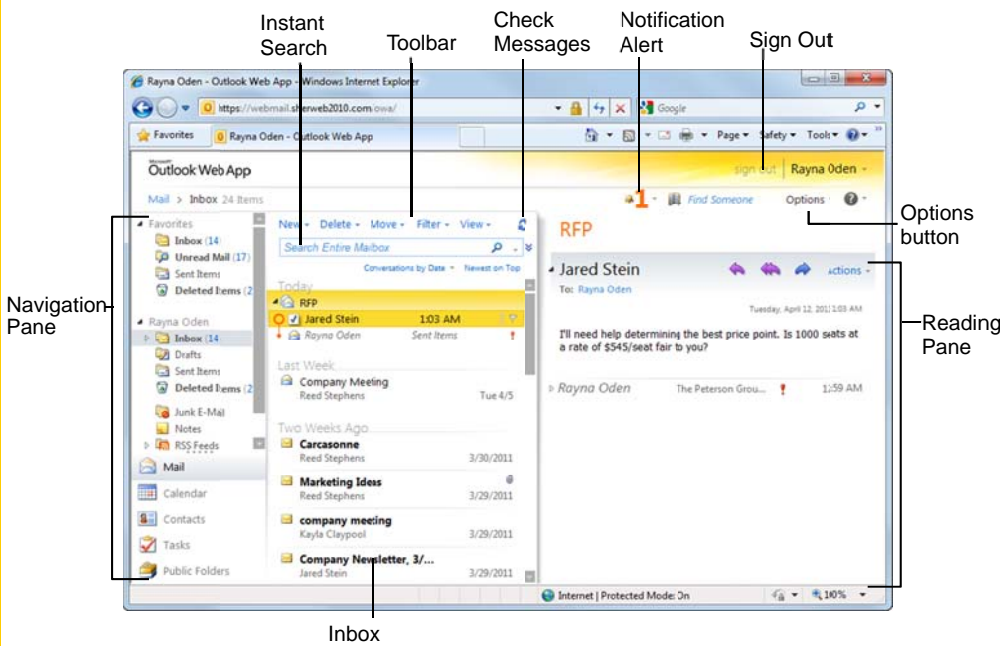 Instant
Search
Toolbar
Check
Messages
Notification
Alert
Sign Out
Rayna Oden - Outlook Web App - Windows Internet Explorer
https://webmail.sherweb2010.com/owa/
Google
Favorites
Rayna Oden - Outlook Web App
Page
Safety
Tools
Microsoft
Outlook Web App
sign out
Rayna Oden
Mail > Inbox 24 Items
1
Find Someone
Options
Options
button
Navigation
Pane
Favorites
Inbox (14
Unread Mail (17)
Sent Items
Deleted Items (2
Rayna Oden
Inbox (14
Drafts
Sent Items
Deleted Items (2
Junk E-Mail
Notes
RSS Feeds
Mail
Calendar
Contacts
Tasks
Public Folders
New Delete Move Filter View
Search Entire Mailbox
Conversations by Date Newest on Top
Today
RFP
Jared Stein 1:03 AM
Rayna Oden Sent Items !
Last Week
Company Meeting
Reed Stephens Tue 4/5
Two Weeks Ago
Carcasonne
Reed Stephens 3/30/2011
Marketing Ideas
Reed Stephens 3/29/2011
company meeting
Kayla Claypool 3/29/2011
Company Newsletter, 3/...
Jared Stein 3/29/2011
RFP
Jared Stein
Actions
To: Rayna Oden
Tuesday, April 12, 2011 1:03 AM
I'll need help determining the best price point. Is 1000 seats at
a rate of $545/seat fair to you?
Rayna Oden The Peterson Grou... ! 12:59 AM
Reading
Pane
Internet | Protected Mode: On
Inbox